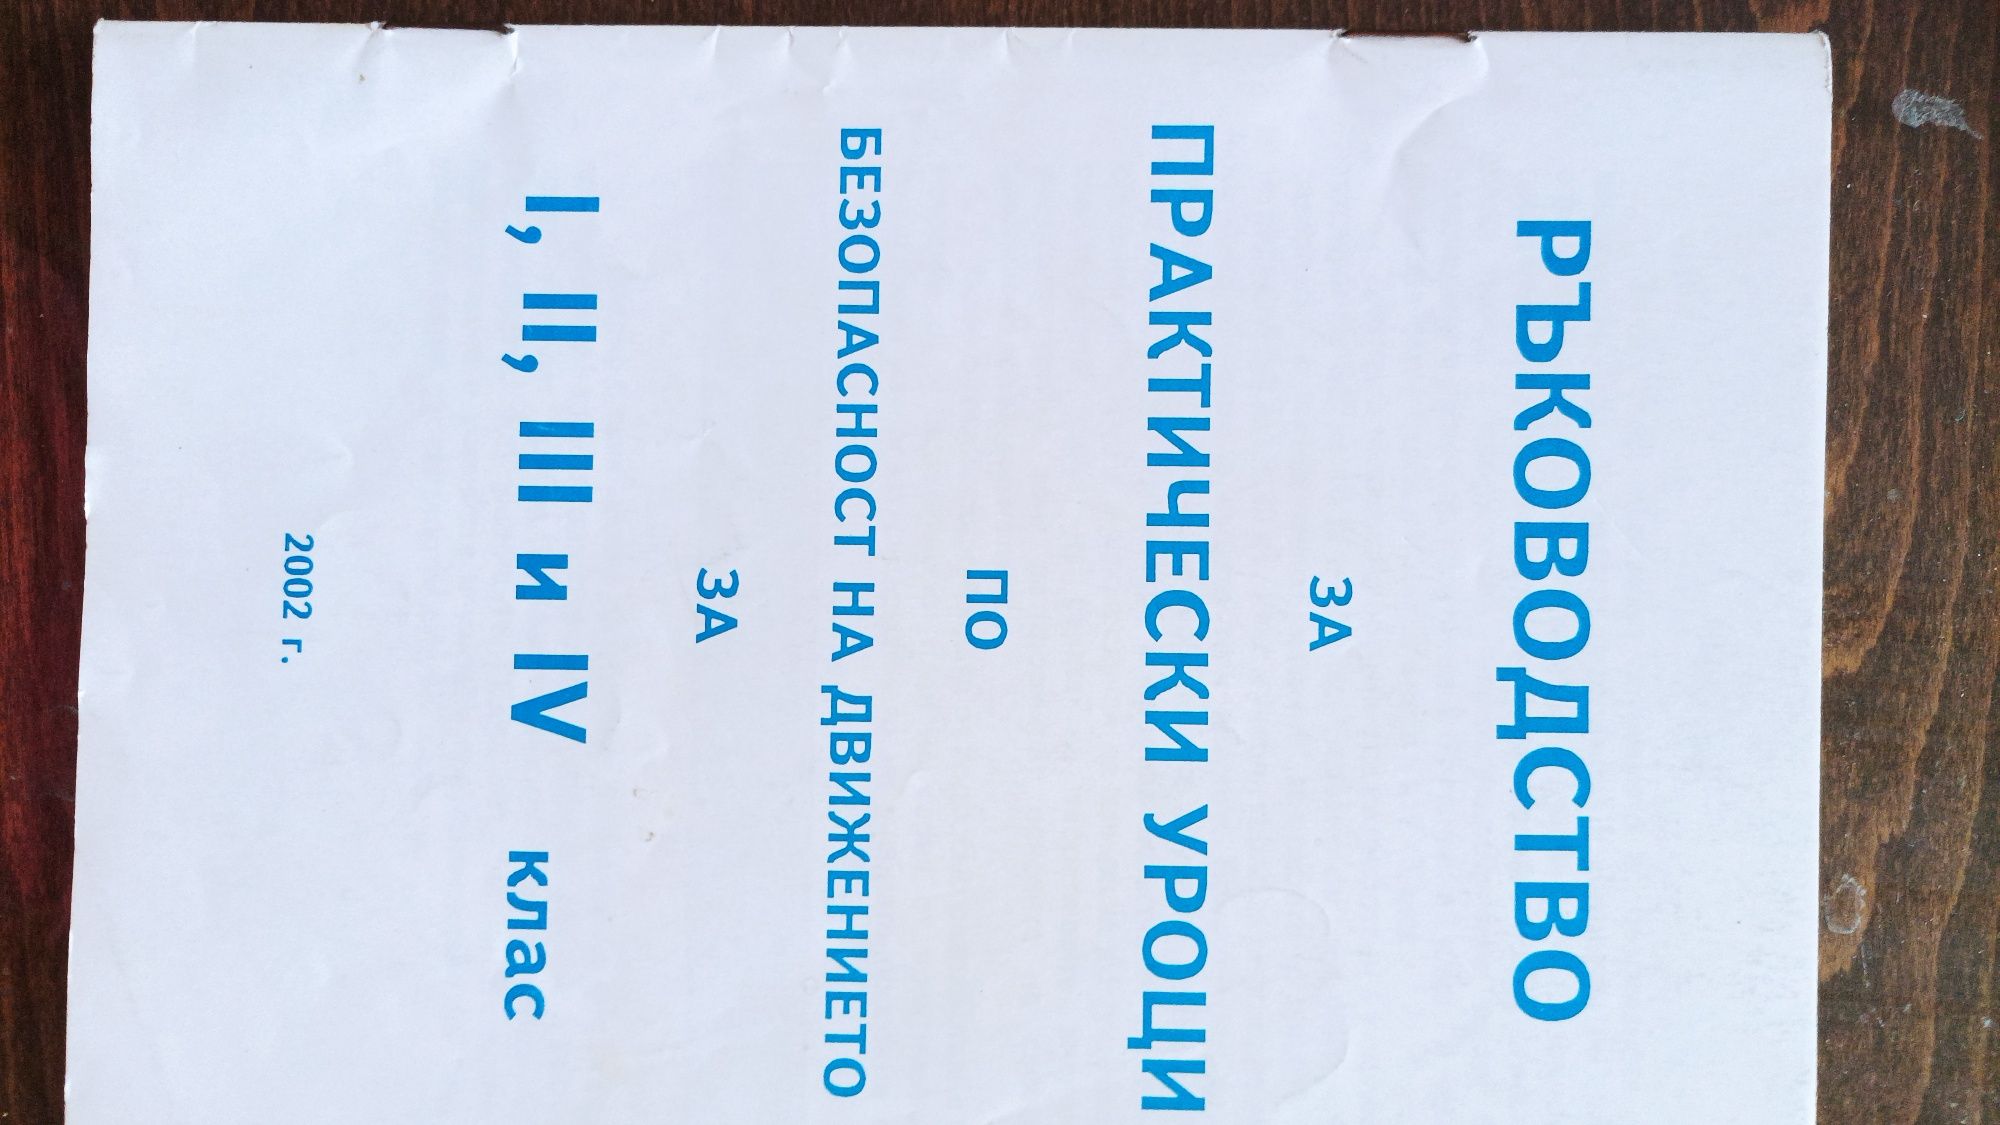 РЪКОВОДСТВО
ЗА
ПРАКТИЧЕСКИ УРОЦИ
ПО
БЕЗОПАСНОСТ НА ДВИЖЕНИЕТО
ЗА
I, II, III и IV клас
2002 г.